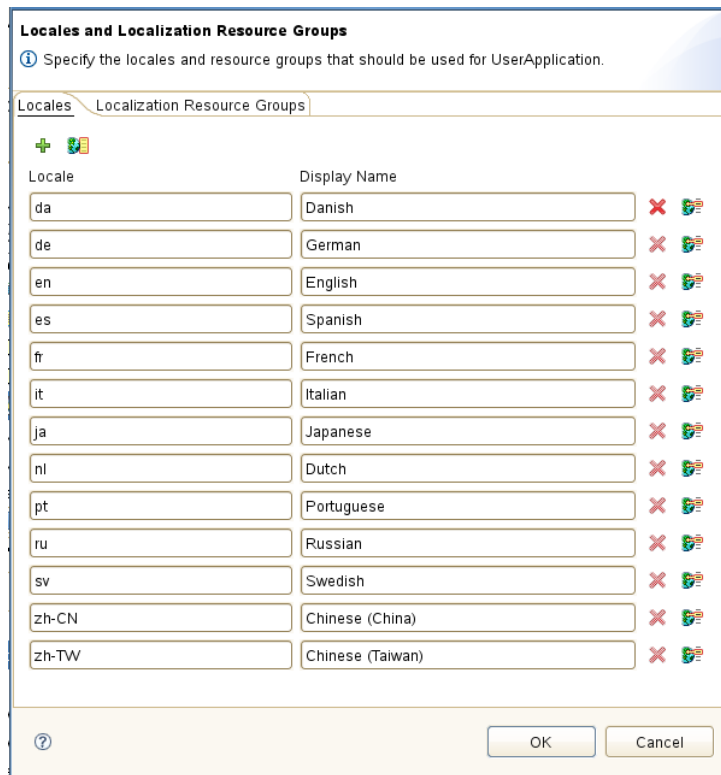 Locales and Localization Resource Groups
Specify the locales and resource groups that should be used for UserApplication.
Locales Localization Resource Groups
Locale Display Name
da Danish
de German
en English
es Spanish
fr French
it Italian
ja Japanese
nl Dutch
pt Portuguese
ru Russian
sv Swedish
zh-CN Chinese (China)
zh-TW Chinese (Taiwan)
OK Cancel